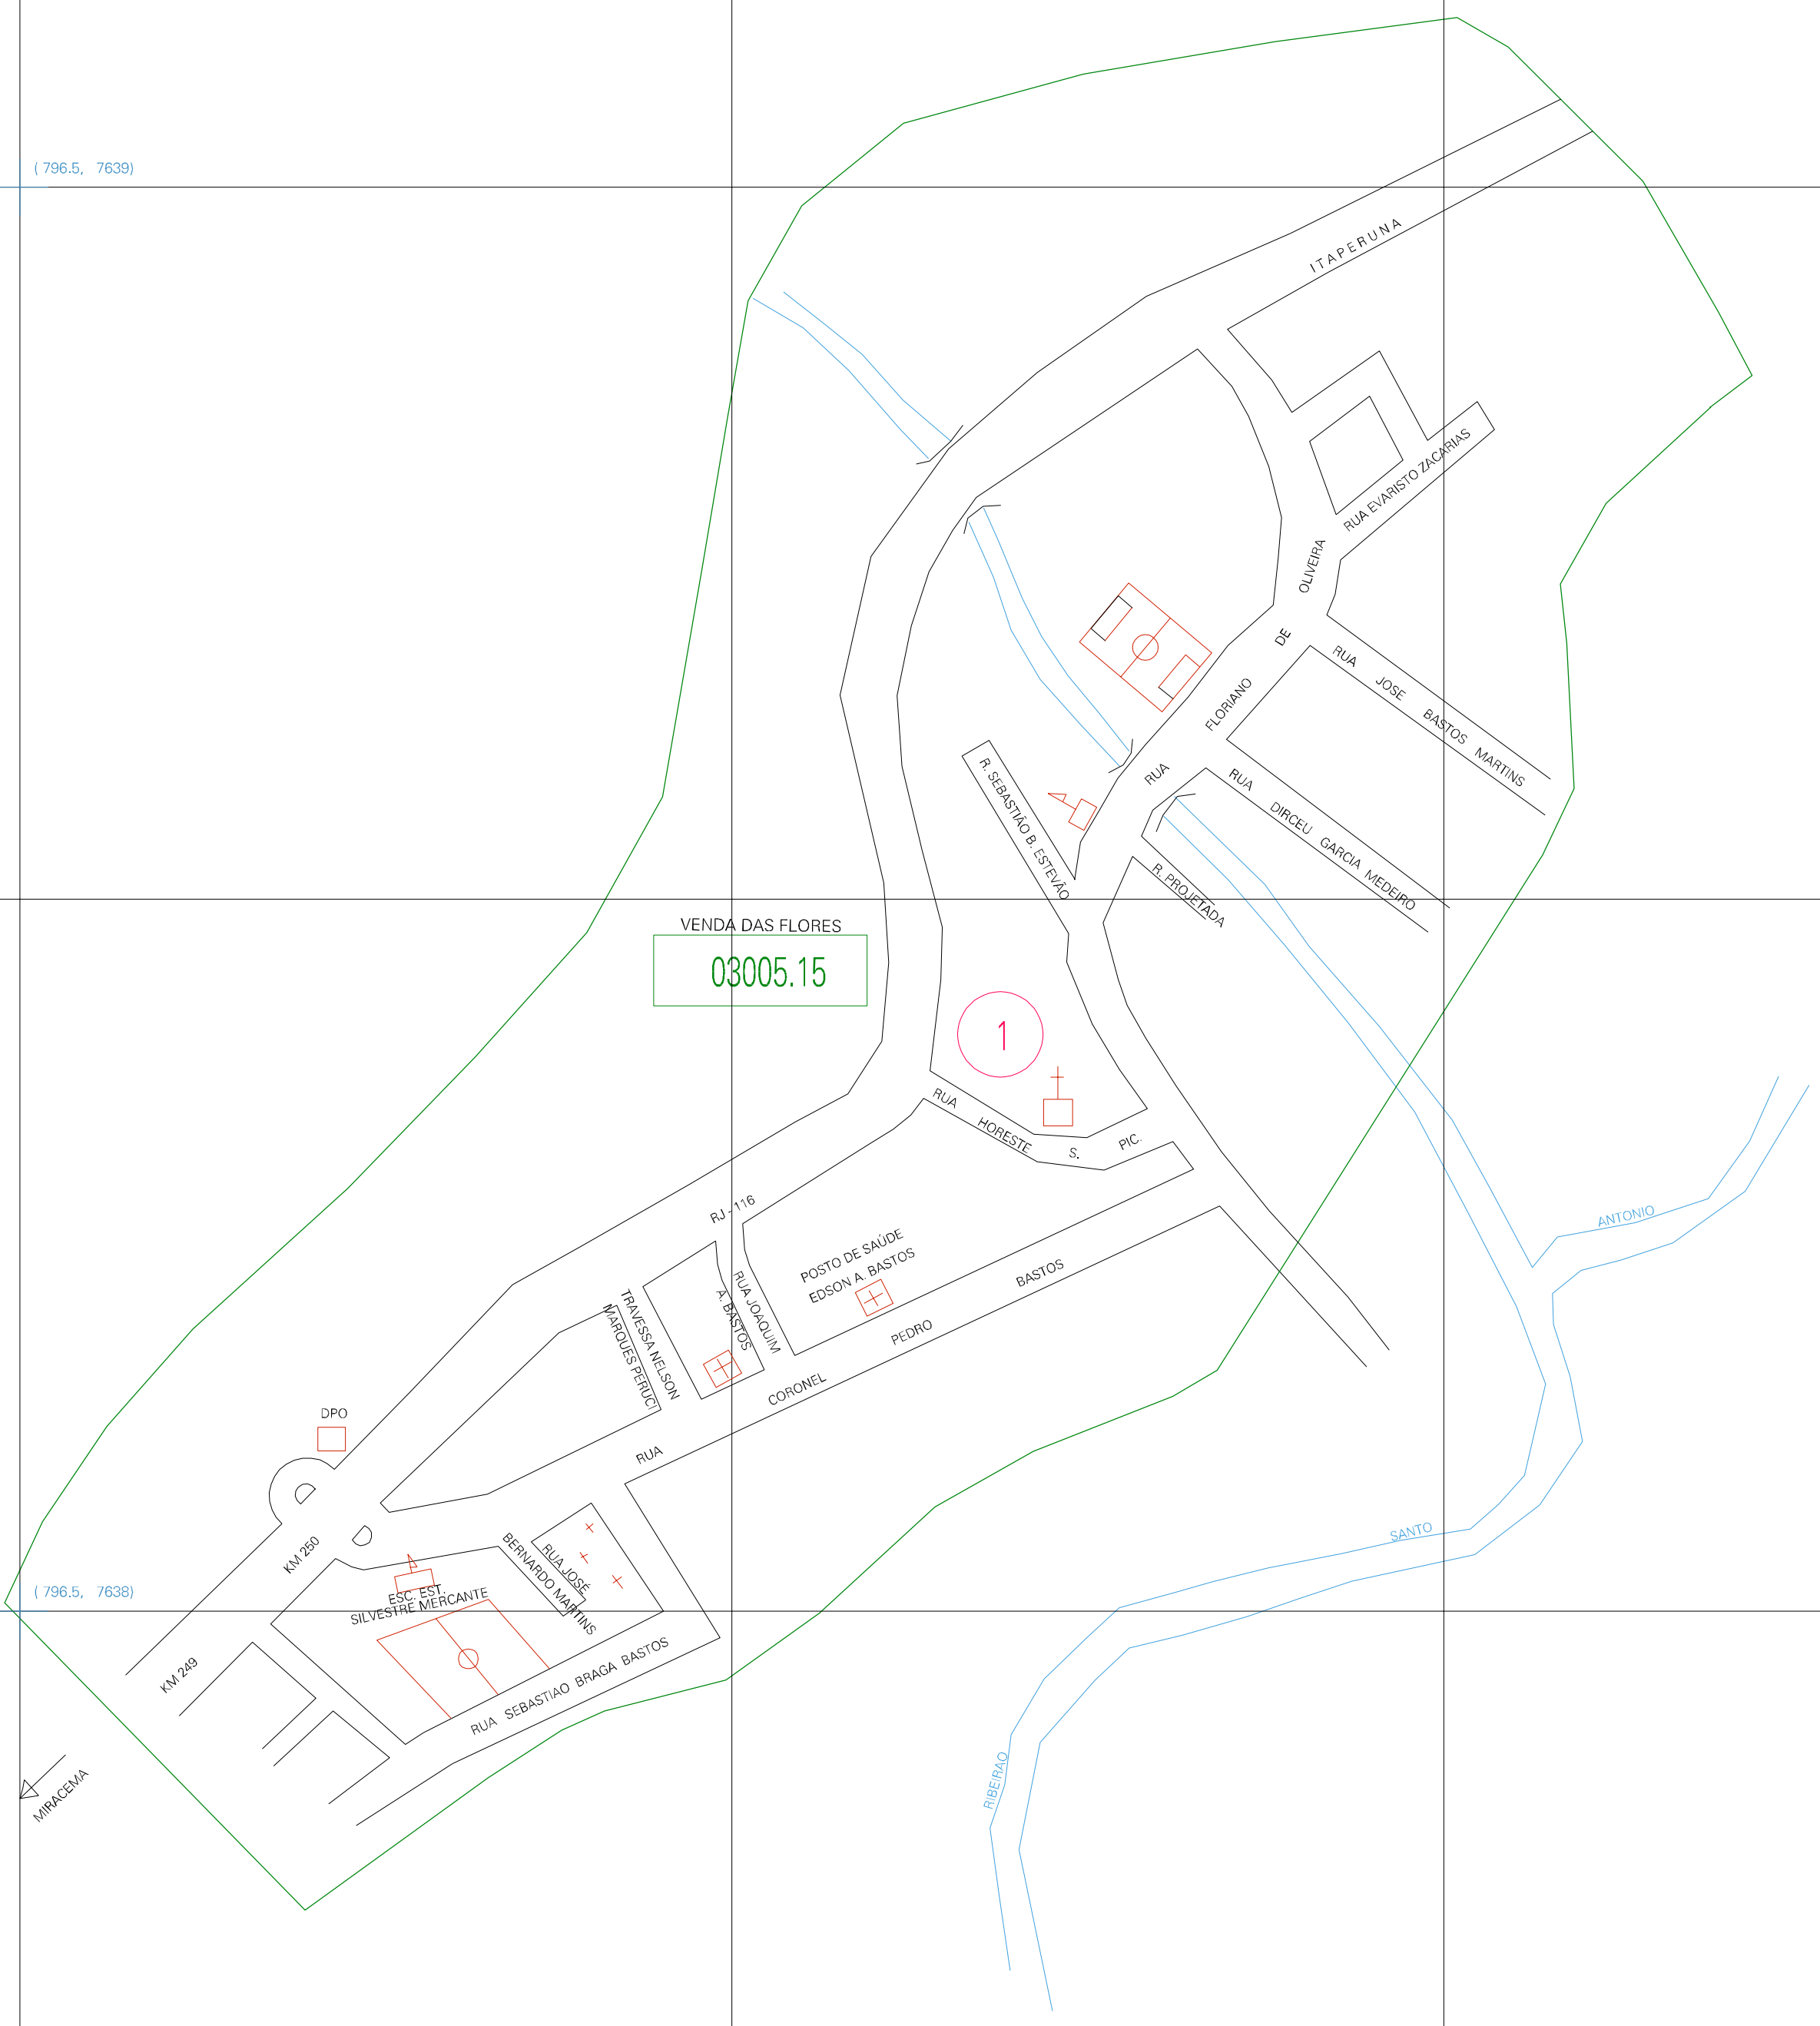 ( 796.5, 7639)
ITAPERUNA
RUA EVARISTO ZACARIAS
RUA FLORIANO DE OLIVEIRA
RUA JOSE BASTOS MARTINS
RUA DIRCEU GARCIA MEDEIRO
R. SEBASTIÃO B. ESTEVÃO
R. PROJETADA
VENDA DAS FLORES
03005.15
1
RUA HORESTE S. PIC.
RJ - 116
ANTONIO
POSTO DE SAÚDE
EDSON A. BASTOS
RUA JOAQUIM
A. BASTOS
TRAVESSA NELSON
MARQUES PERUCI
RUA CORONEL PEDRO BASTOS
DPO
KM 250
SANTO
RUA JOSÉ
BERNARDO MARTINS
ESC. EST.
SILVESTRE MERCANTE
( 796.5, 7638)
RUA SEBASTIAO BRAGA BASTOS
KM 249
MIRACEMA
RIBEIRAO